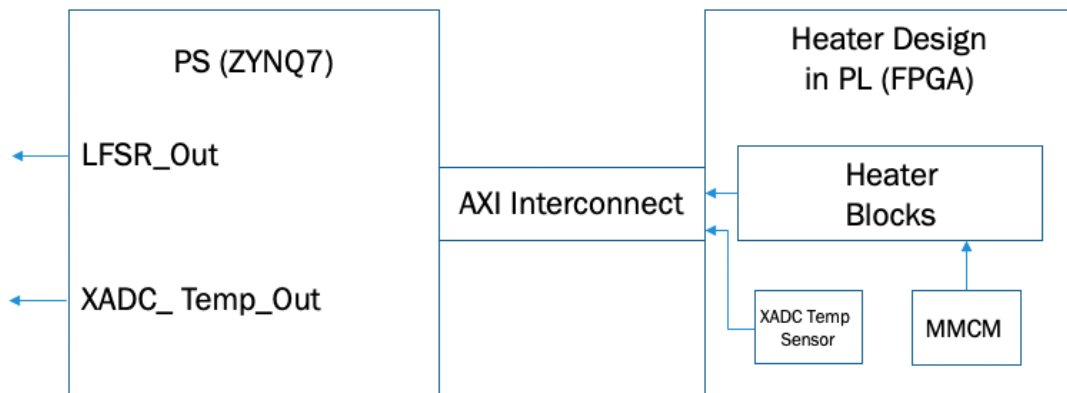 PS (ZYNQ7)
LFSR_Out
XADC_ Temp_Out
AXI Interconnect
Heater Design
in PL (FPGA)
Heater
Blocks
XADC Temp
Sensor
MMCM